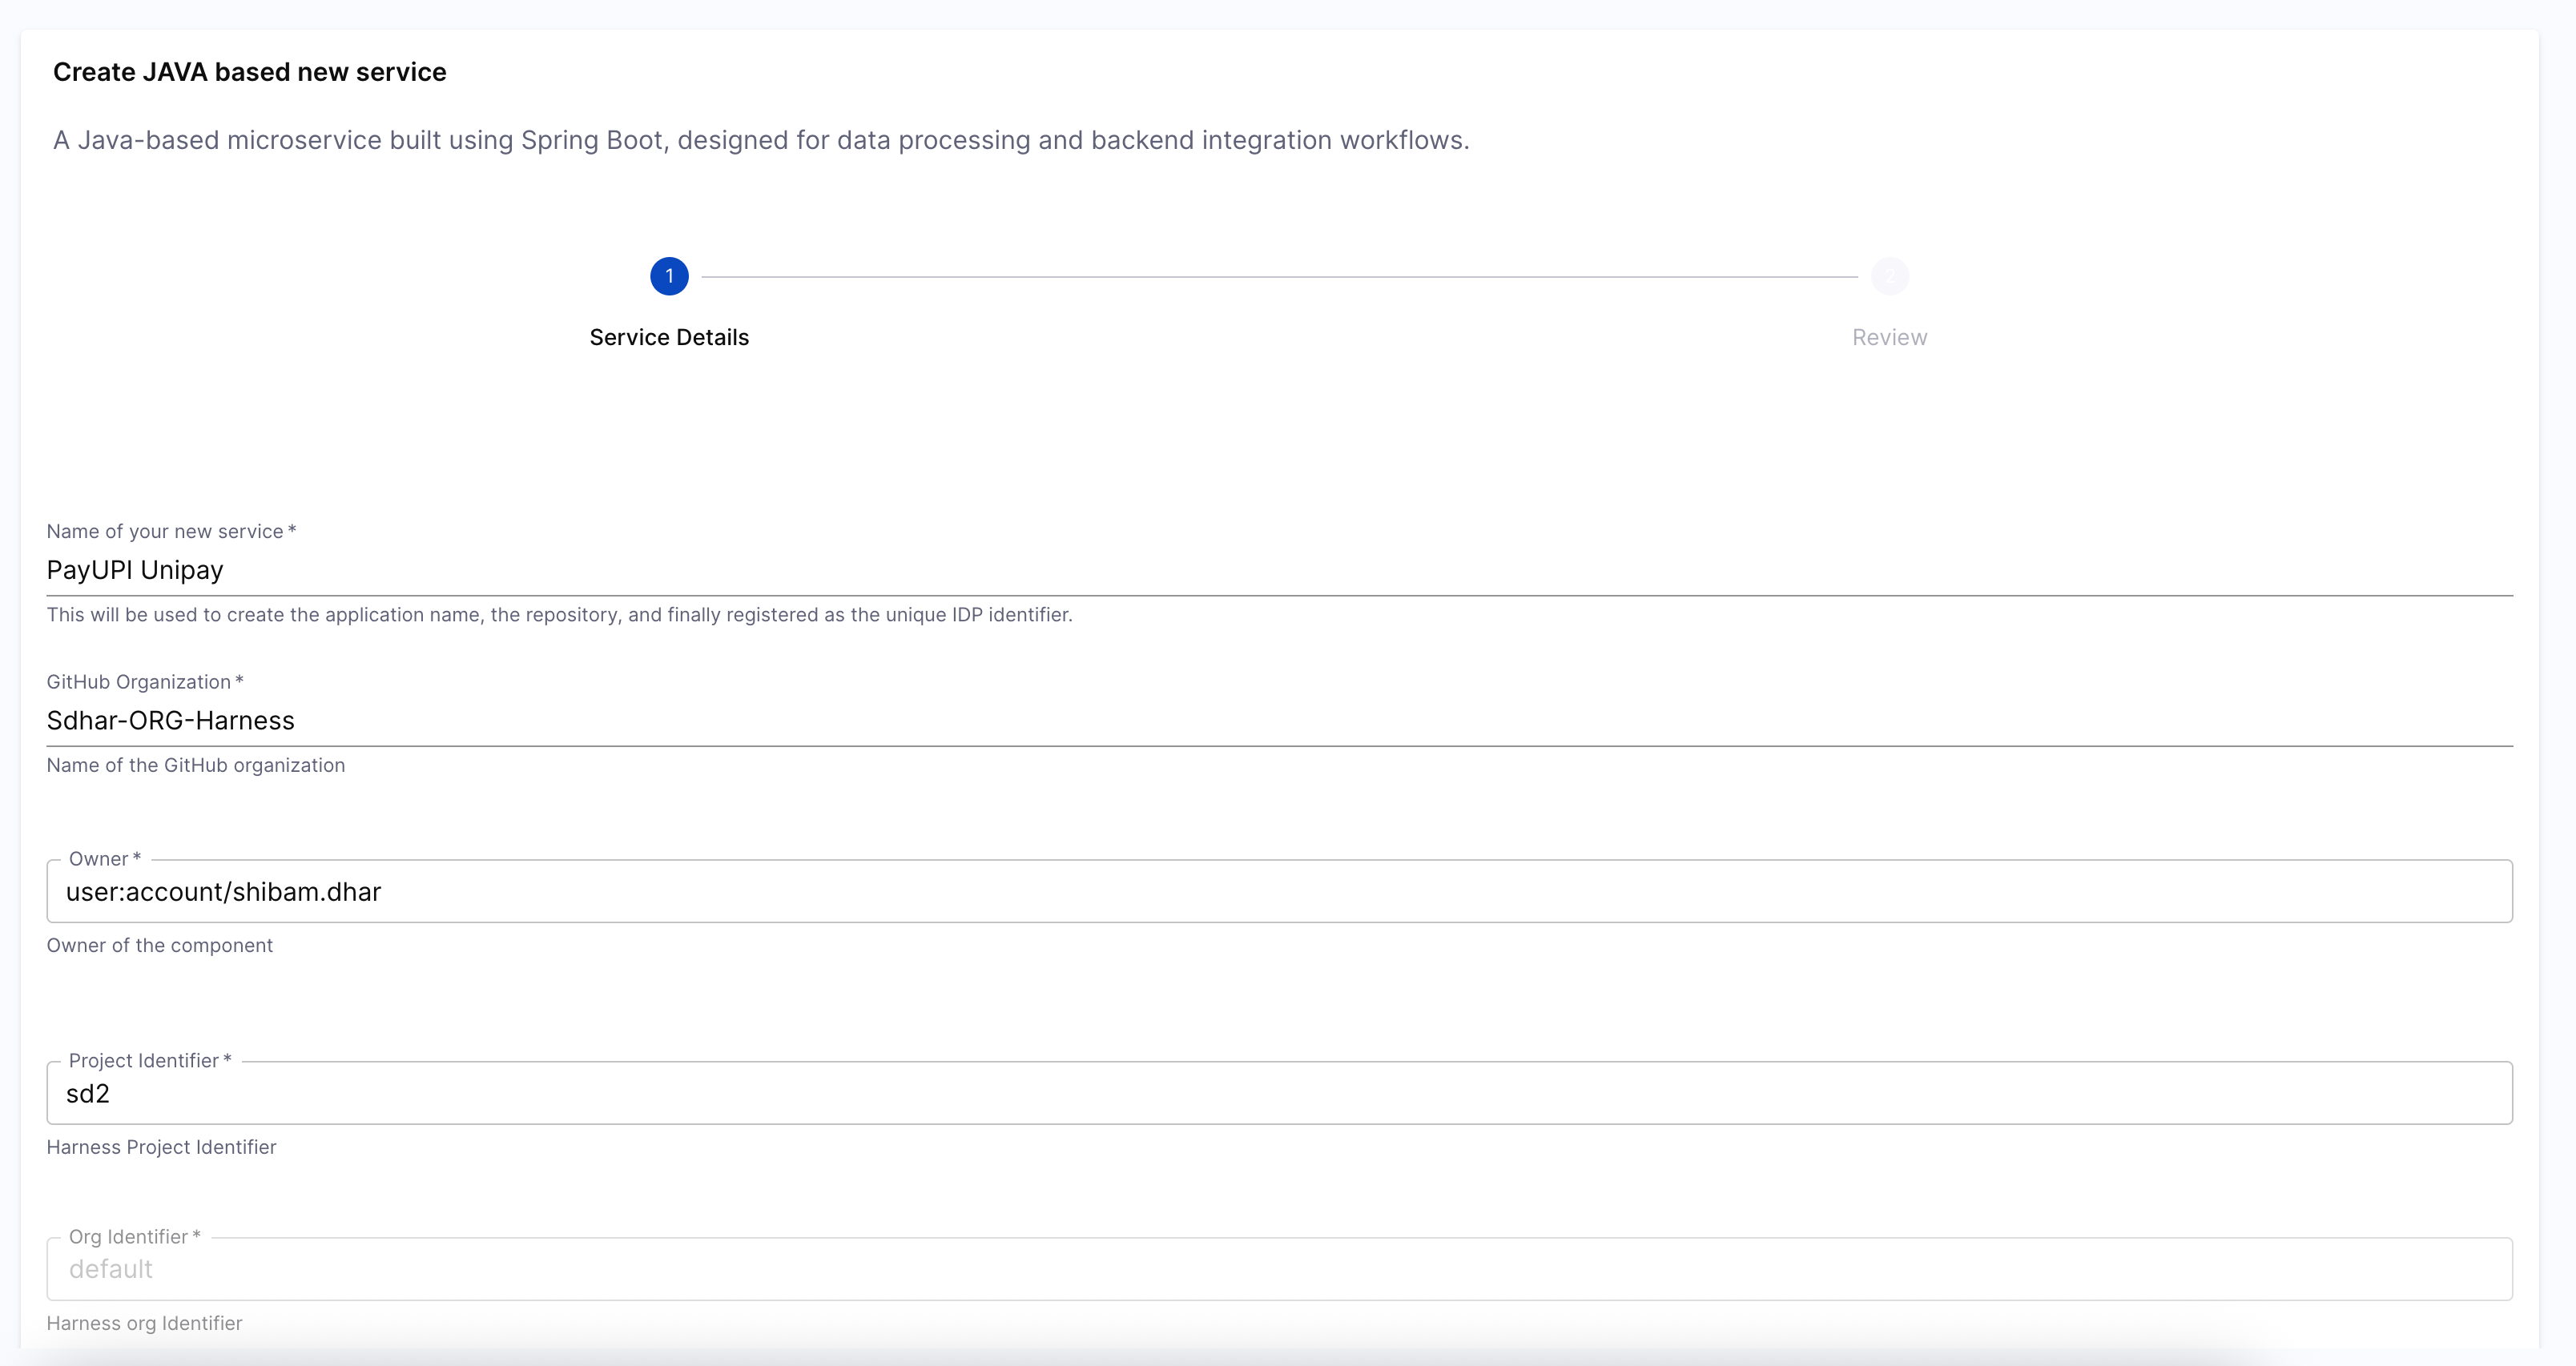 Create JAVA based new service
A Java-based microservice built using Spring Boot, designed for data processing and backend integration workflows.
1
2
Service Details
Review
Name of your new service *
PayUPI Unipay
This will be used to create the application name, the repository, and finally registered as the unique IDP identifier.
GitHub Organization *
Sdhar-ORG-Harness
Name of the GitHub organization
Owner *
user:account/shibam.dhar
Owner of the component
Project Identifier *
sd2
Harness Project Identifier
Org Identifier *
default
Harness org Identifier